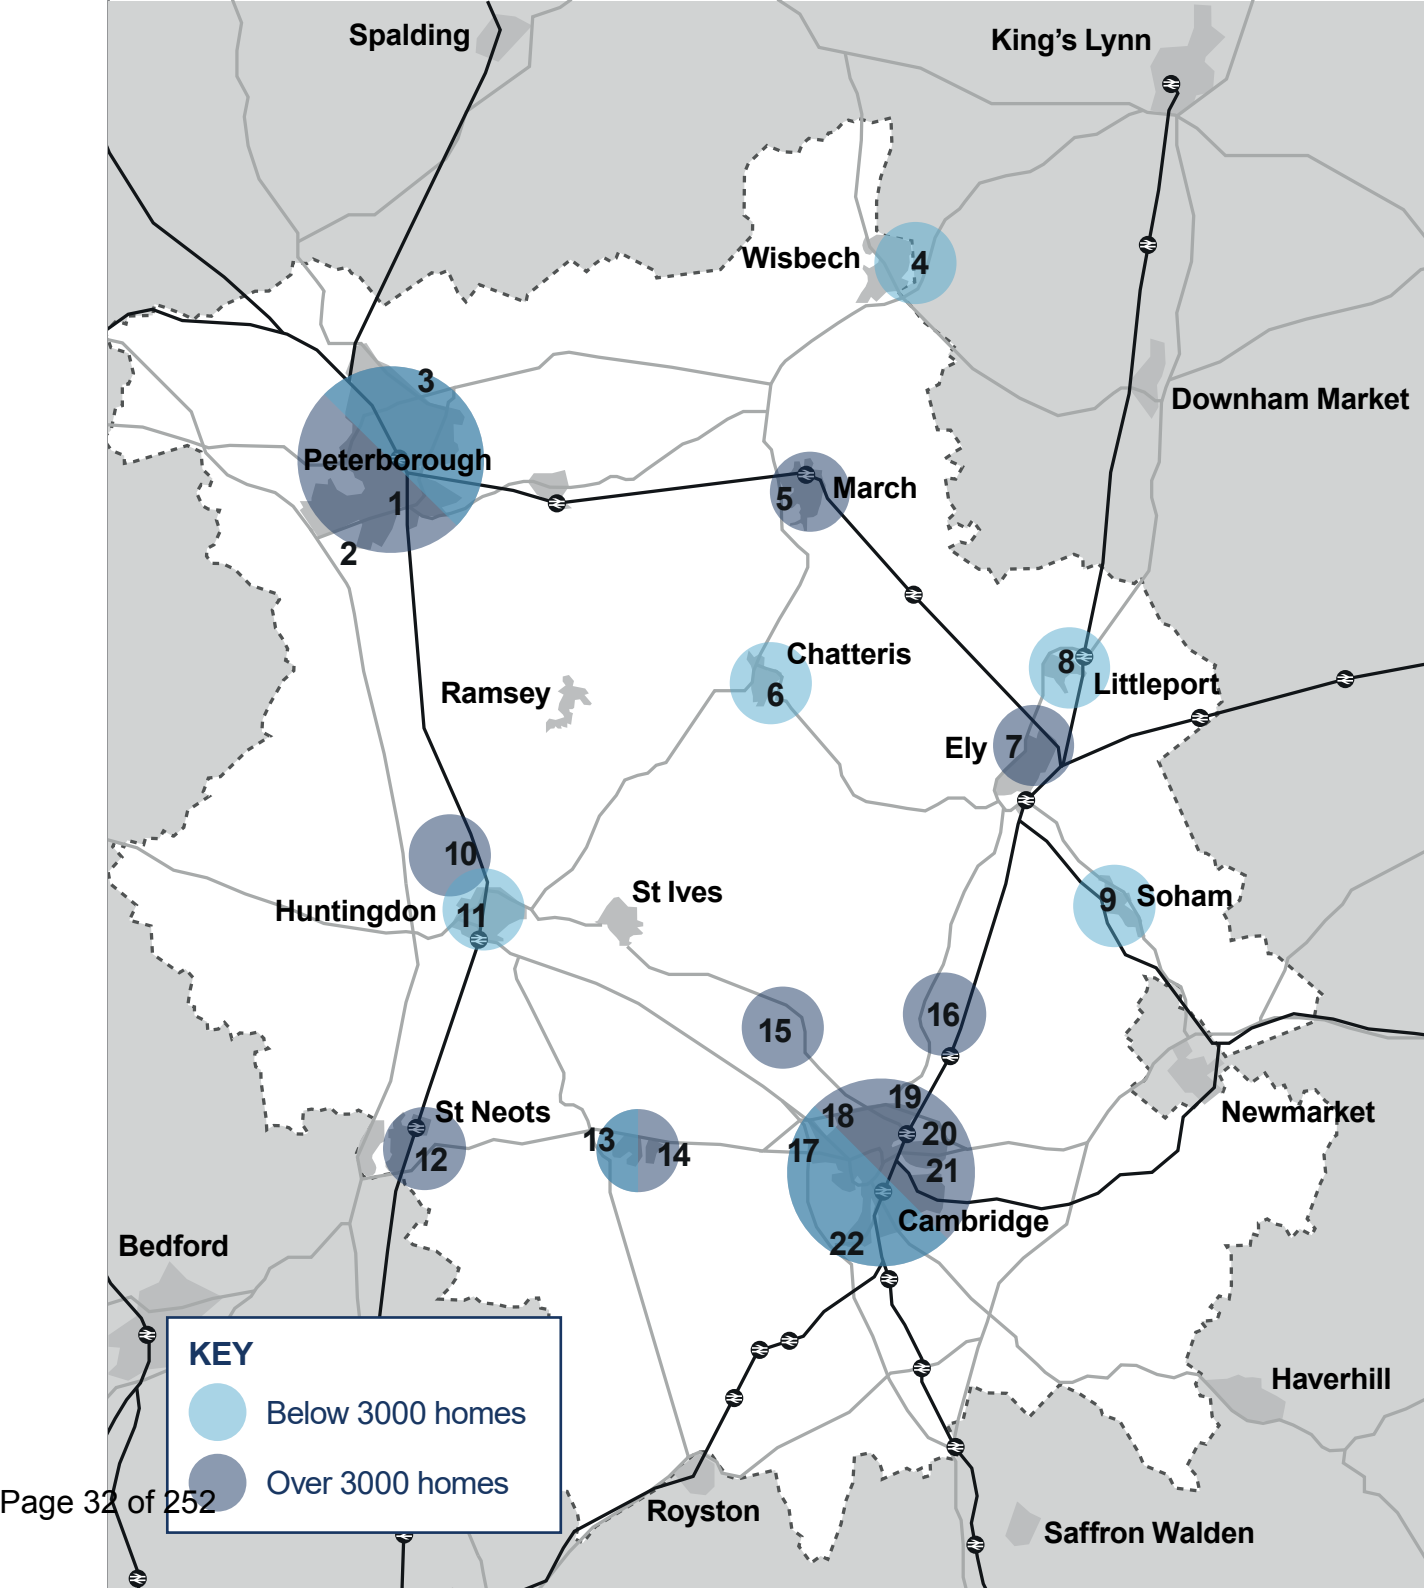 Spalding
King's Lynn
Wisbech
4
3
Downham Market
Peterborough
1
2
5
March
Chatteris
6
8
Littleport
Ramsey
Ely
7
10
Huntingdon
11
St Ives
9
Soham
15
16
St Neots
12
13
14
18
19
17
20
21
Cambridge
22
Newmarket
Bedford
KEY
Below 3000 homes
Over 3000 homes
Haverhill
Page 32 of 252
Royston
Saffron Walden